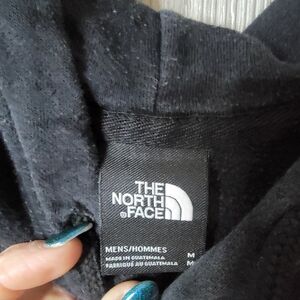 THE
NORTH
FACE
MENS/HOMMES M
MADE IN GUATEMALA M
FABRIQUÉ AU GUATEMALA